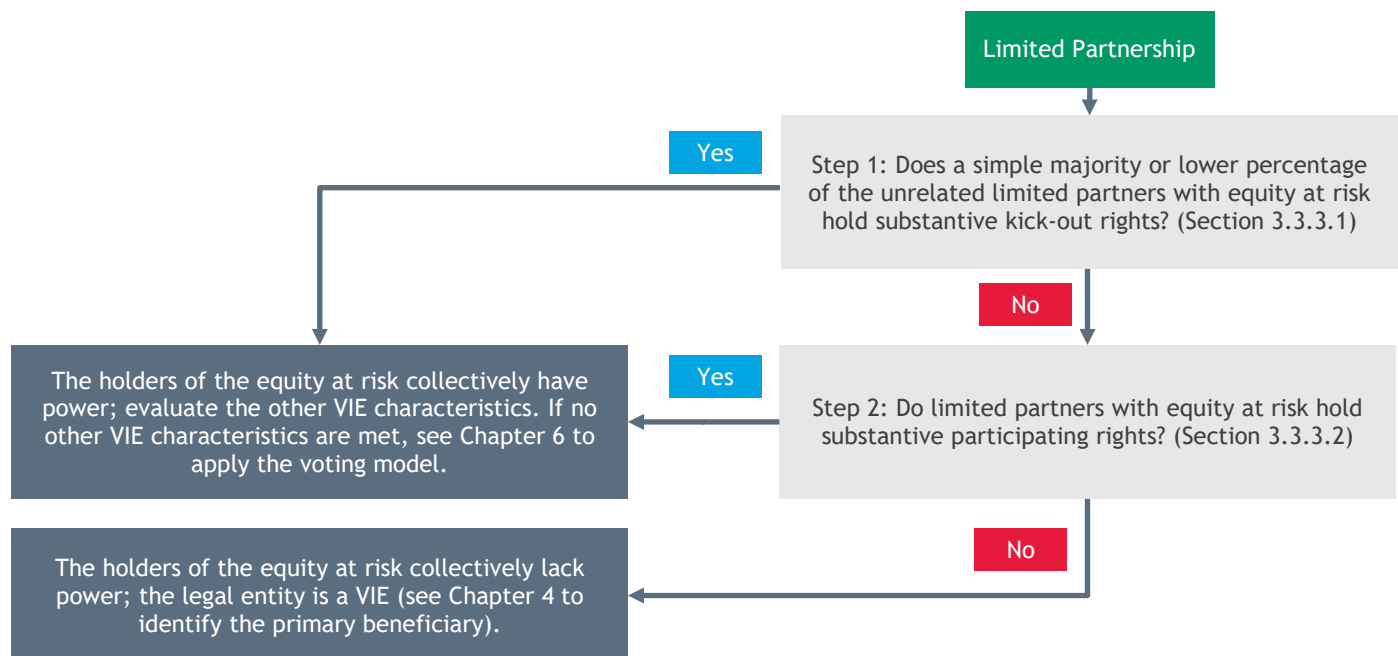 Limited Partnership
Yes
Step 1: Does a simple majority or lower percentage
of the unrelated limited partners with equity at risk
hold substantive kick-out rights? (Section 3.3.3.1)
No
The holders of the equity at risk collectively have
power; evaluate the other VIE characteristics. If no
other VIE characteristics are met, see Chapter 6 to
apply the voting model.
Yes
Step 2: Do limited partners with equity at risk hold
substantive participating rights? (Section 3.3.3.2)
No
The holders of the equity at risk collectively lack
power; the legal entity is a VIE (see Chapter 4 to
identify the primary beneficiary).